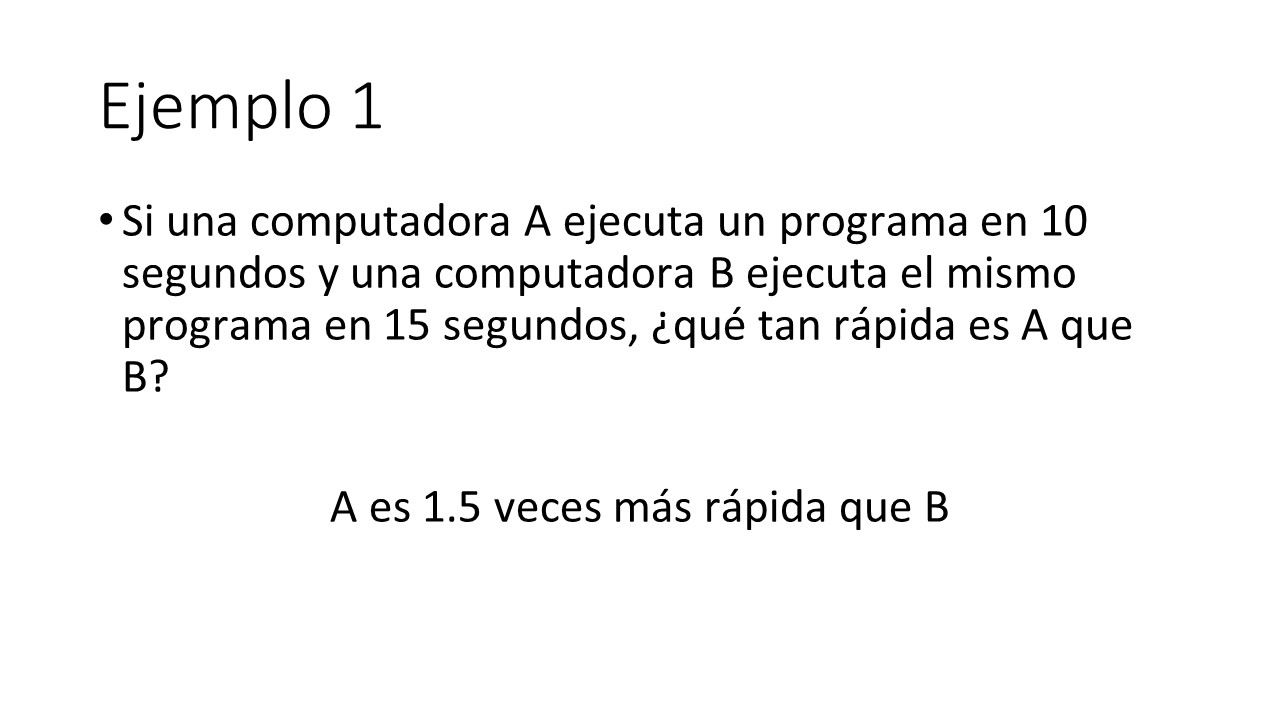 Ejemplo 1
• Si una computadora A ejecuta un programa en 10
segundos y una computadora B ejecuta el mismo
programa en 15 segundos, ¿qué tan rápida es A que
B?
A es 1.5 veces más rápida que B